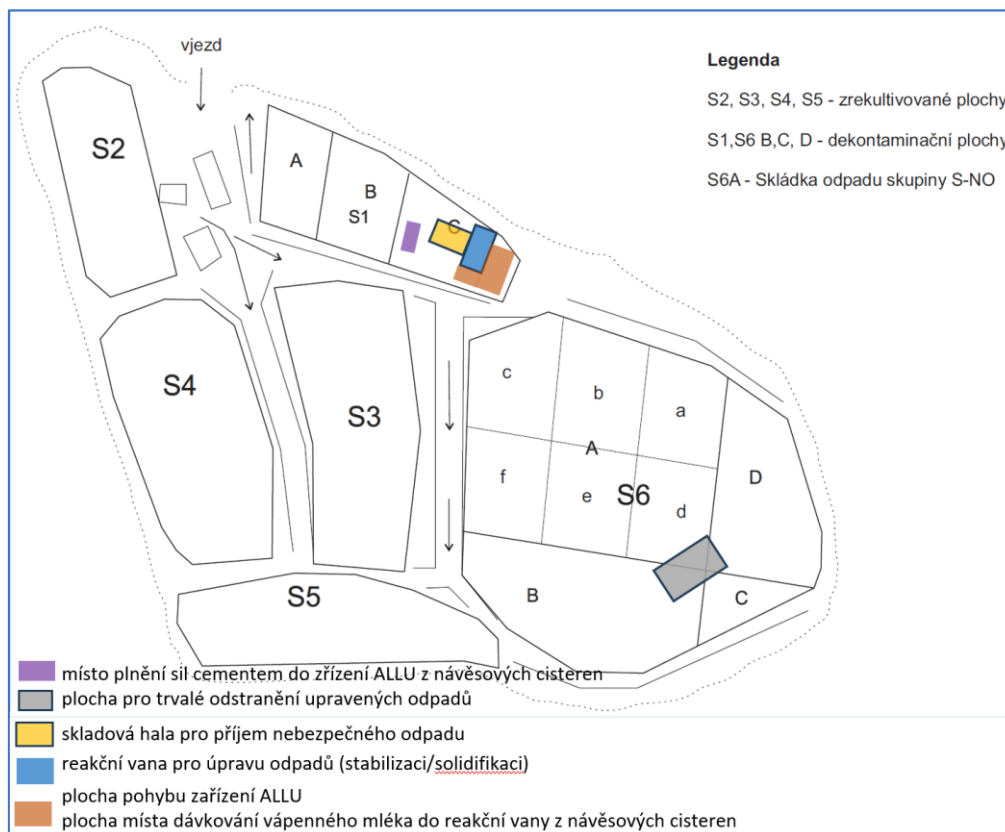 vjezd
Legenda
S2, S3, S4, S5 - zrekultivované plochy
S1,S6 B,C, D - dekontaminační plochy
S6A - Skládka odpadu skupiny S-NO
S2
A
B
S1
C
S4
S3
c
b
a
A
f
e
S6
d
D
B
C
S5
místo plnění sil cementem do zřízení ALLU z návěsových cisteren
plocha pro trvalé odstranění upravených odpadů
skladová hala pro příjem nebezpečného odpadu
reakční vana pro úpravu odpadů (stabilizaci/solidifikaci)
plocha pohybu zařízení ALLU
plocha místa dávkování vápenného mléka do reakční vany z návěsových cisteren